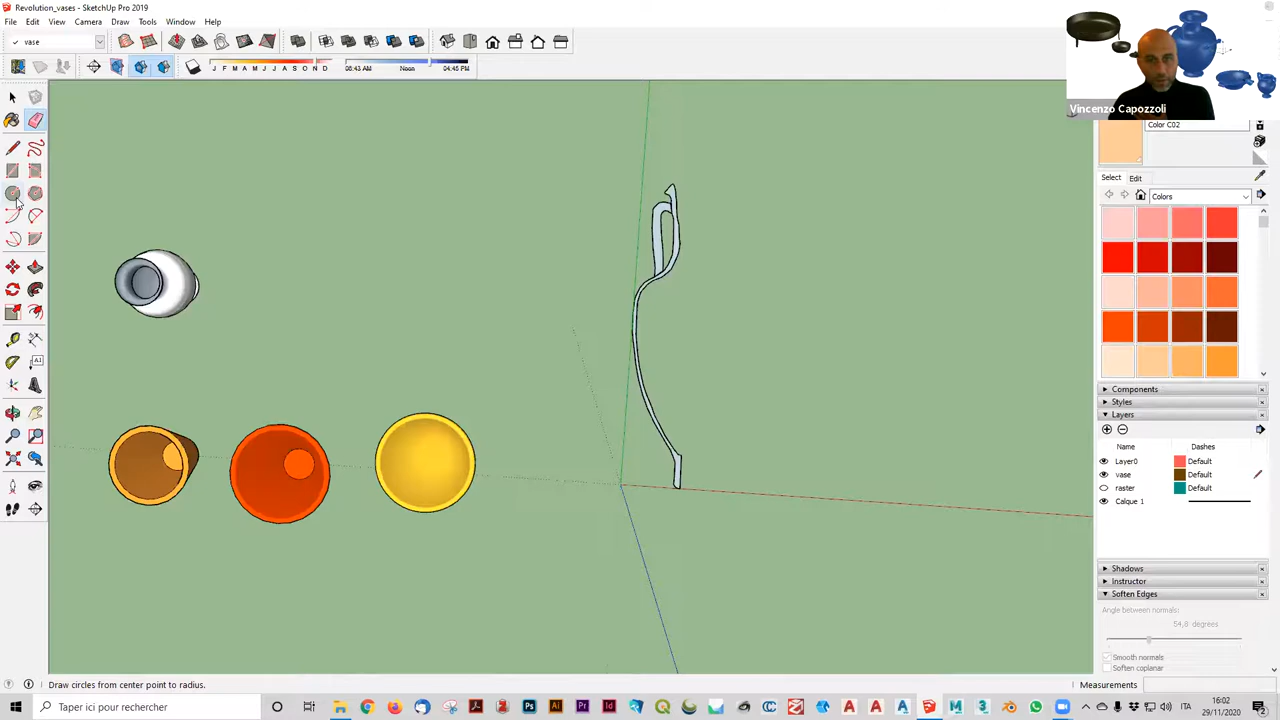 Revolution_vases - SketchUp Pro 2019
File Edit View Camera Draw Tools Window Help
vase
J F M A M J J A S O N D
06:43 AM Noon 04:45 PM
Vincenzo Capozzoli
Color C02
Select Edit
Colors
Components
Styles
Layers
Name Dashes
Layer0 Default
vase Default
raster Default
Calque 1
Shadows
Instructor
Soften Edges
Angle between normals:
54,8 degrees
Smooth normals
Soften coplanar
Draw circles from center point to radius.
Measurements
Taper ici pour rechercher
ITA
16:02
29/11/2020